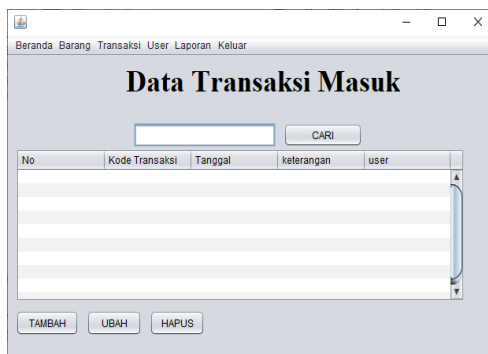 Beranda Barang Transaksi User Laporan Keluar
Data Transaksi Masuk
CARI
No Kode Transaksi Tanggal keterangan user
TAMBAH UBAH HAPUS